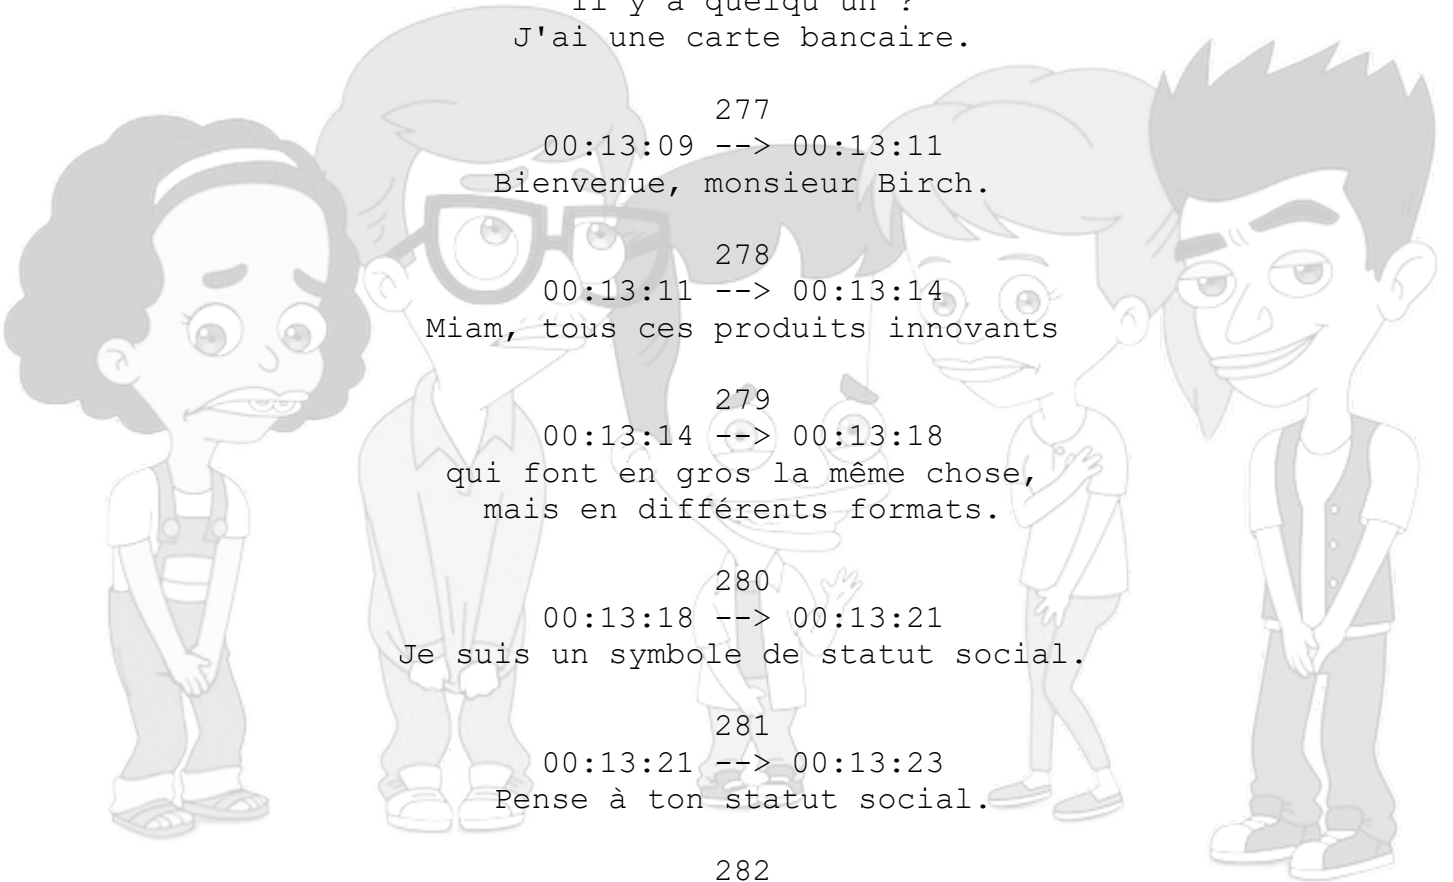 Il y a quelqu'un ?
J'ai une carte bancaire.
277
00:13:09 --> 00:13:11
Bienvenue, monsieur Birch.
278
00:13:11 --> 00:13:14
Miam, tous ces produits innovants
279
00:13:14 --> 00:13:18
qui font en gros la même chose,
mais en différents formats.
280
00:13:18 --> 00:13:21
Je suis un symbole de statut social.
281
00:13:21 --> 00:13:23
Pense à ton statut social.
282